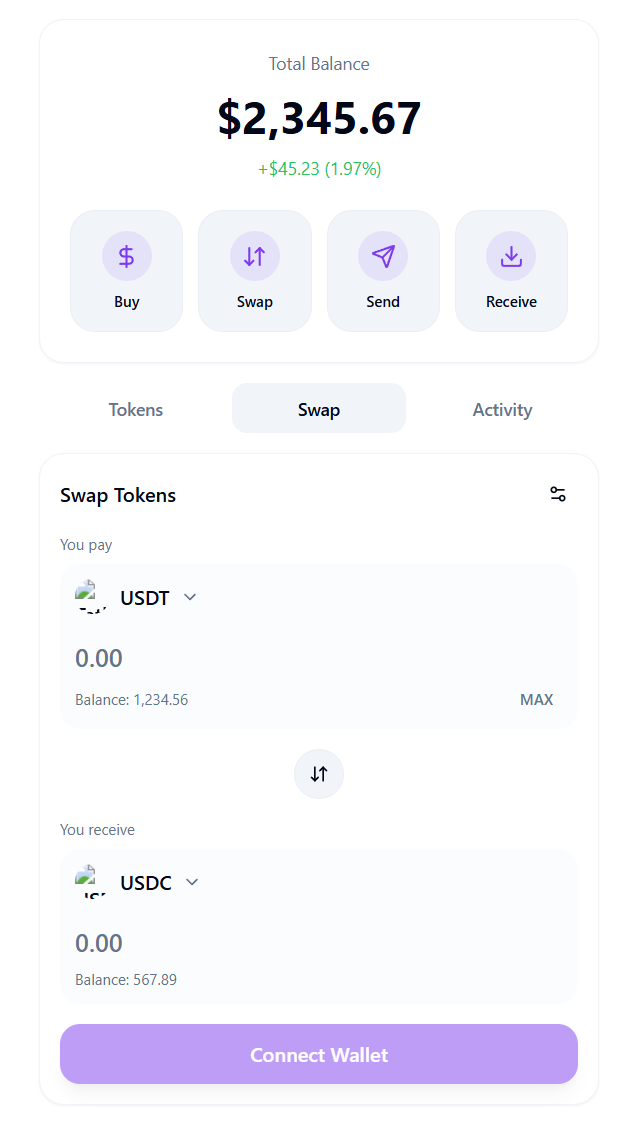 Total Balance
$2,345.67
+$45.23 (1.97%)
Buy Swap Send Receive
Tokens Swap Activity
Swap Tokens
You pay
USDT
0.00
Balance: 1,234.56 MAX
You receive
USDC
0.00
Balance: 567.89
Connect Wallet